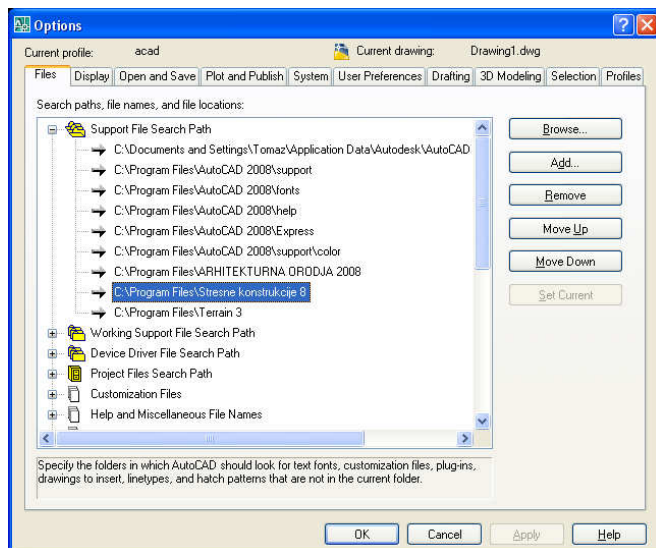 Options
Current profile: acad Current drawing: Drawing1.dwg
Files Display Open and Save Plot and Publish System User Preferences Drafting 3D Modeling Selection Profiles
Search paths, file names, and file locations:
Support File Search Path
C:\Documents and Settings\Tomaz\Application Data\Autodesk\AutoCAD
C:\Program Files\AutoCAD 2008\support
C:\Program Files\AutoCAD 2008\fonts
C:\Program Files\AutoCAD 2008\help
C:\Program Files\AutoCAD 2008\Express
C:\Program Files\AutoCAD 2008\support\color
C:\Program Files\ARHITEKTURNA ORODJA 2008
C:\Program Files\Stresne konstrukcije 8
C:\Program Files\Terrain 3
Working Support File Search Path
Device Driver File Search Path
Project Files Search Path
Customization Files
Help and Miscellaneous File Names
Browse...
Add...
Remove
Move Up
Move Down
Set Current
Specify the folders in which AutoCAD should look for text fonts, customization files, plug-ins,
drawings to insert, linetypes, and hatch patterns that are not in the current folder.
OK Cancel Apply Help